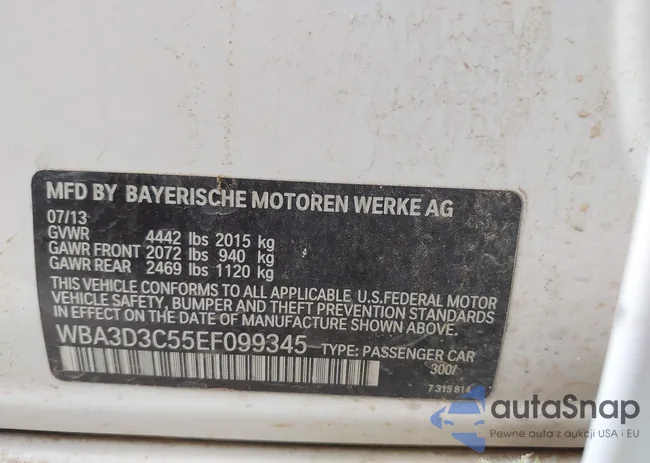 MFD BY BAYERISCHE MOTOREN WERKE AG
07/13
GVWR 4442 lbs 2015 kg
GAWR FRONT 2072 lbs 940 kg
GAWR REAR 2469 lbs 1120 kg
THIS VEHICLE CONFORMS TO ALL APPLICABLE U.S.FEDERAL MOTOR
VEHICLE SAFETY, BUMPER AND THEFT PREVENTION STANDARDS
IN EFFECT ON THE DATE OF MANUFACTURE SHOWN ABOVE.
WBA3D3C55EF099345 TYPE: PASSENGER CAR
300/
7 315 814
autaSnap
Pewne auta z aukcji USA i EU